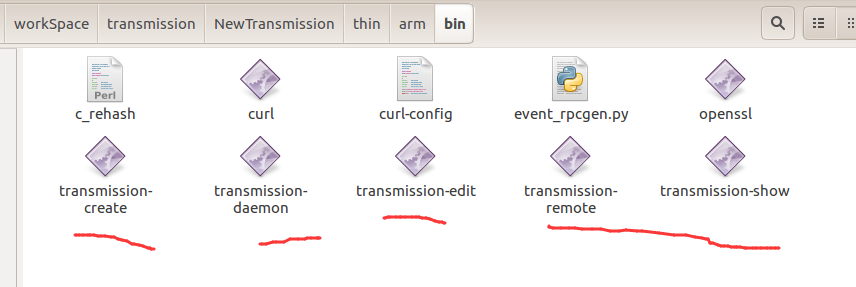 workSpace transmission NewTransmission thin arm bin
Perl
c_rehash curl curl-config event_rpcgen.py openssl
transmission- transmission- transmission-edit transmission- transmission-show
create daemon remote